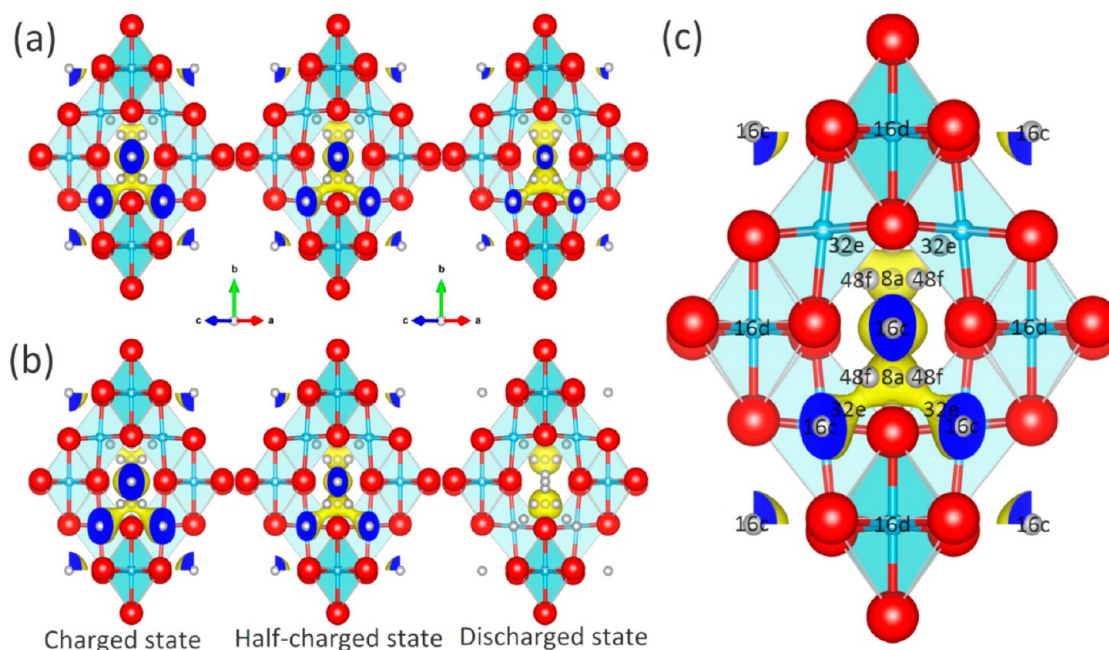 (a)
b
c
a
b
c
a
(b)
Charged state
Half-charged state
Discharged state
(c)
16c
16d
16c
32e
32e
48f
8a
48f
16d
16c
16d
48f
8a
48f
32e
32e
16c
16c
16c
16d
16c